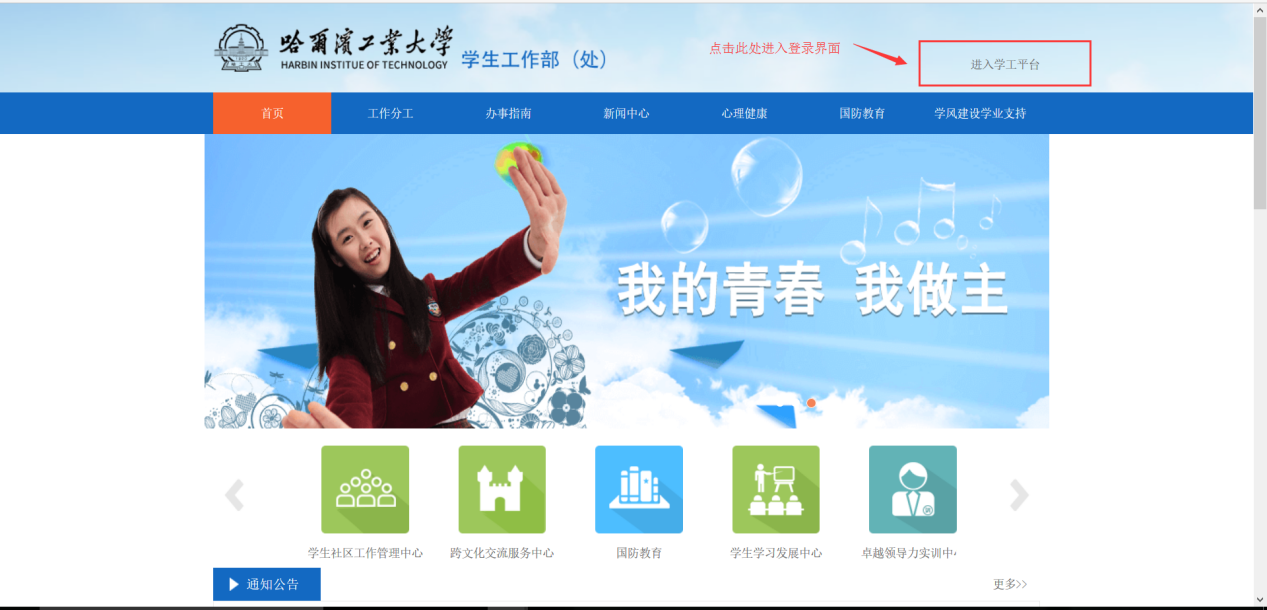 哈爾濱工業大學
HARBIN INSTITUE OF TECHNOLOGY
学生工作部（处）
点击此处进入登录界面
进入学工平台
首页 工作分工 办事指南 新闻中心 心理健康 国防教育 学风建设学业支持
我的青春 我做主
学生社区工作管理中心 跨文化交流服务中心 国防教育 学生学习发展中心 卓越领导力实训中
通知公告
更多>>